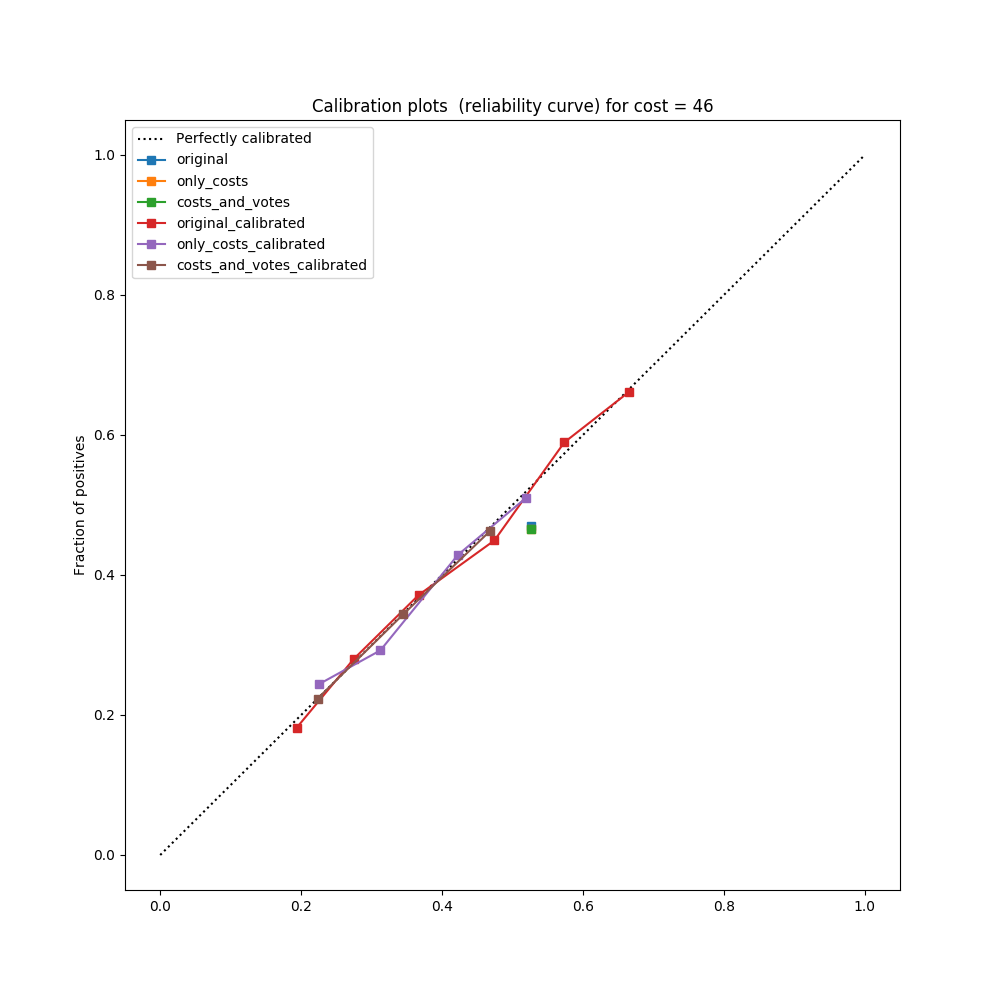 Calibration plots  (reliability curve) for cost = 46
Perfectly calibrated
original
only_costs
costs_and_votes
original_calibrated
only_costs_calibrated
costs_and_votes_calibrated
Fraction of positives
1.0
0.8
0.6
0.4
0.2
0.0
0.0 0.2 0.4 0.6 0.8 1.0